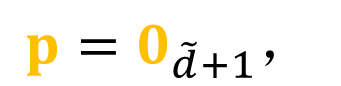 𝐩 = 𝟎_{d̃+1},